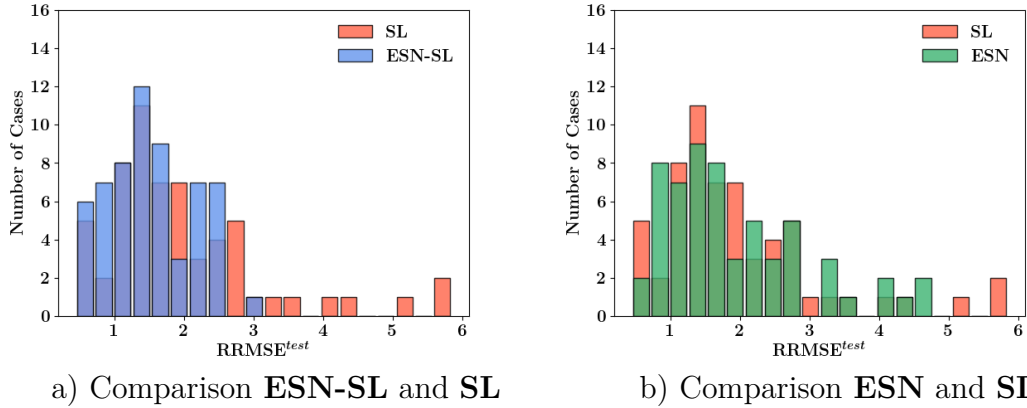 16
14
12
10
8
6
4
2
0
Number of Cases
SL
ESN-SL
1 2 3 4 5 6
RRMSE^test
a) Comparison ESN-SL and SL
16
14
12
10
8
6
4
2
0
Number of Cases
SL
ESN
1 2 3 4 5 6
RRMSE^test
b) Comparison ESN and SL